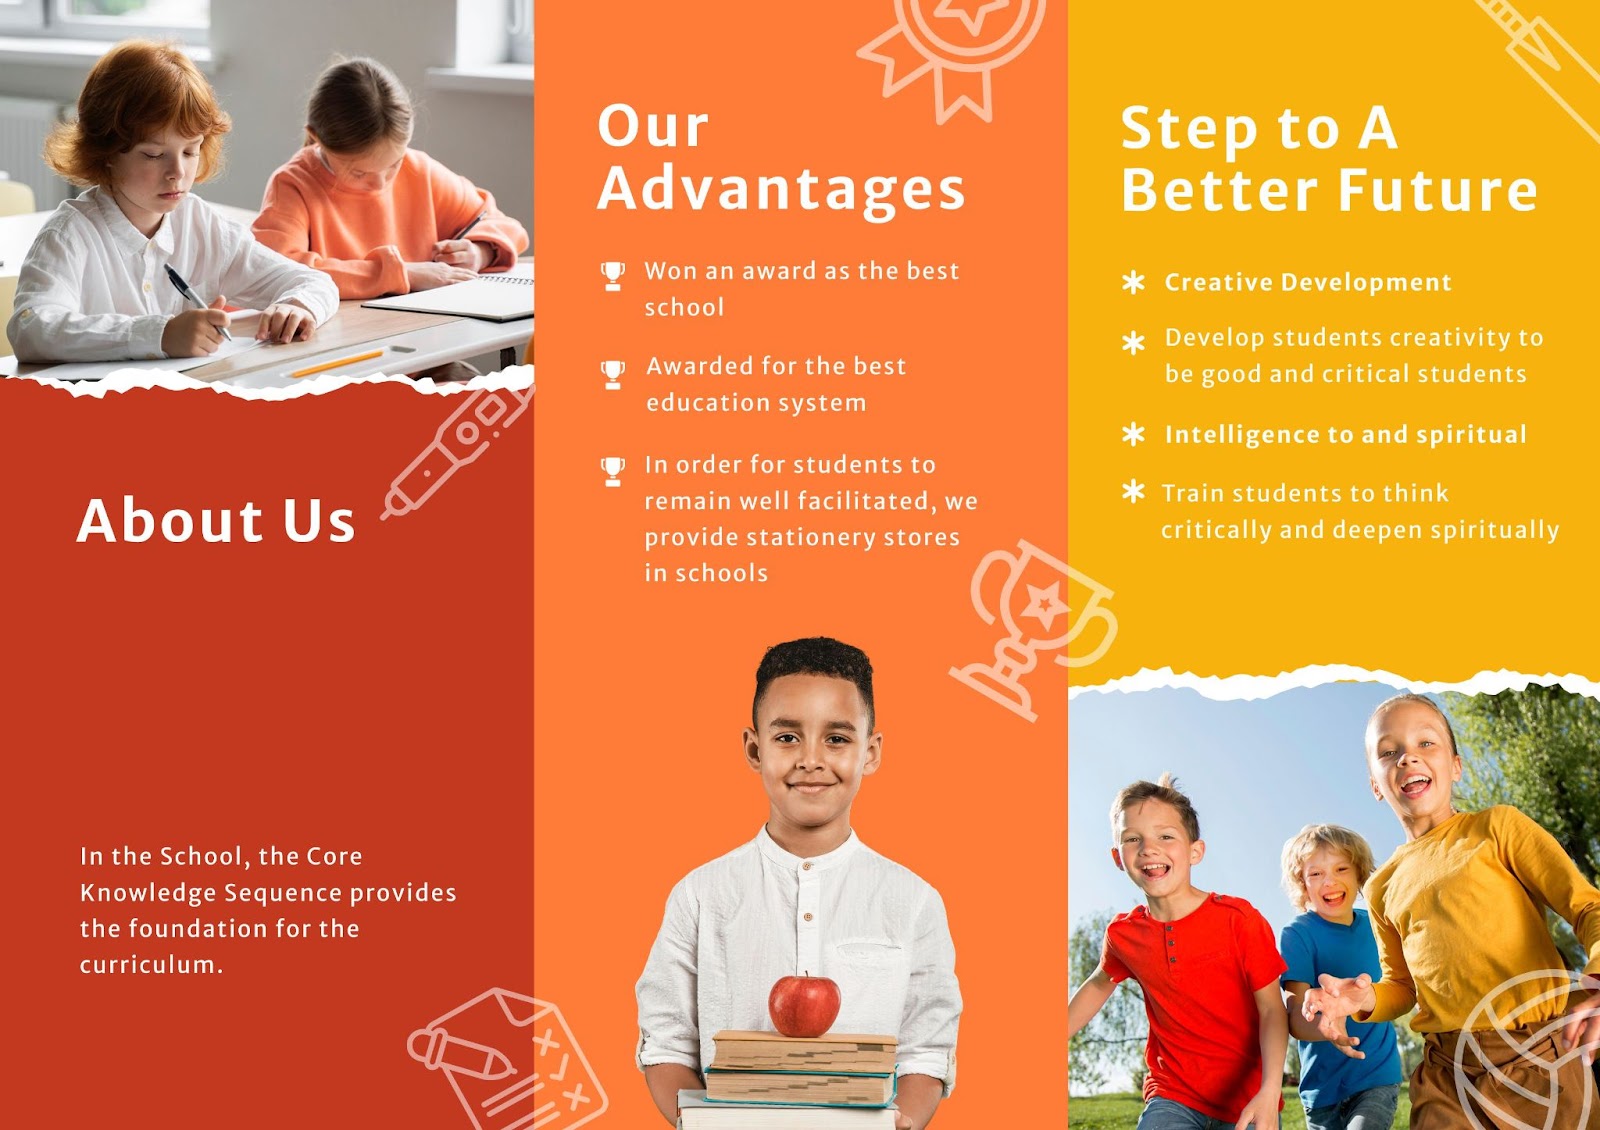 About Us
In the School, the Core
Knowledge Sequence provides
the foundation for the
curriculum.
Our
Advantages
Won an award as the best
school
Awarded for the best
education system
In order for students to
remain well facilitated, we
provide stationery stores
in schools
Step to A
Better Future
Creative Development
Develop students creativity to
be good and critical students
Intelligence to and spiritual
Train students to think
critically and deepen spiritually